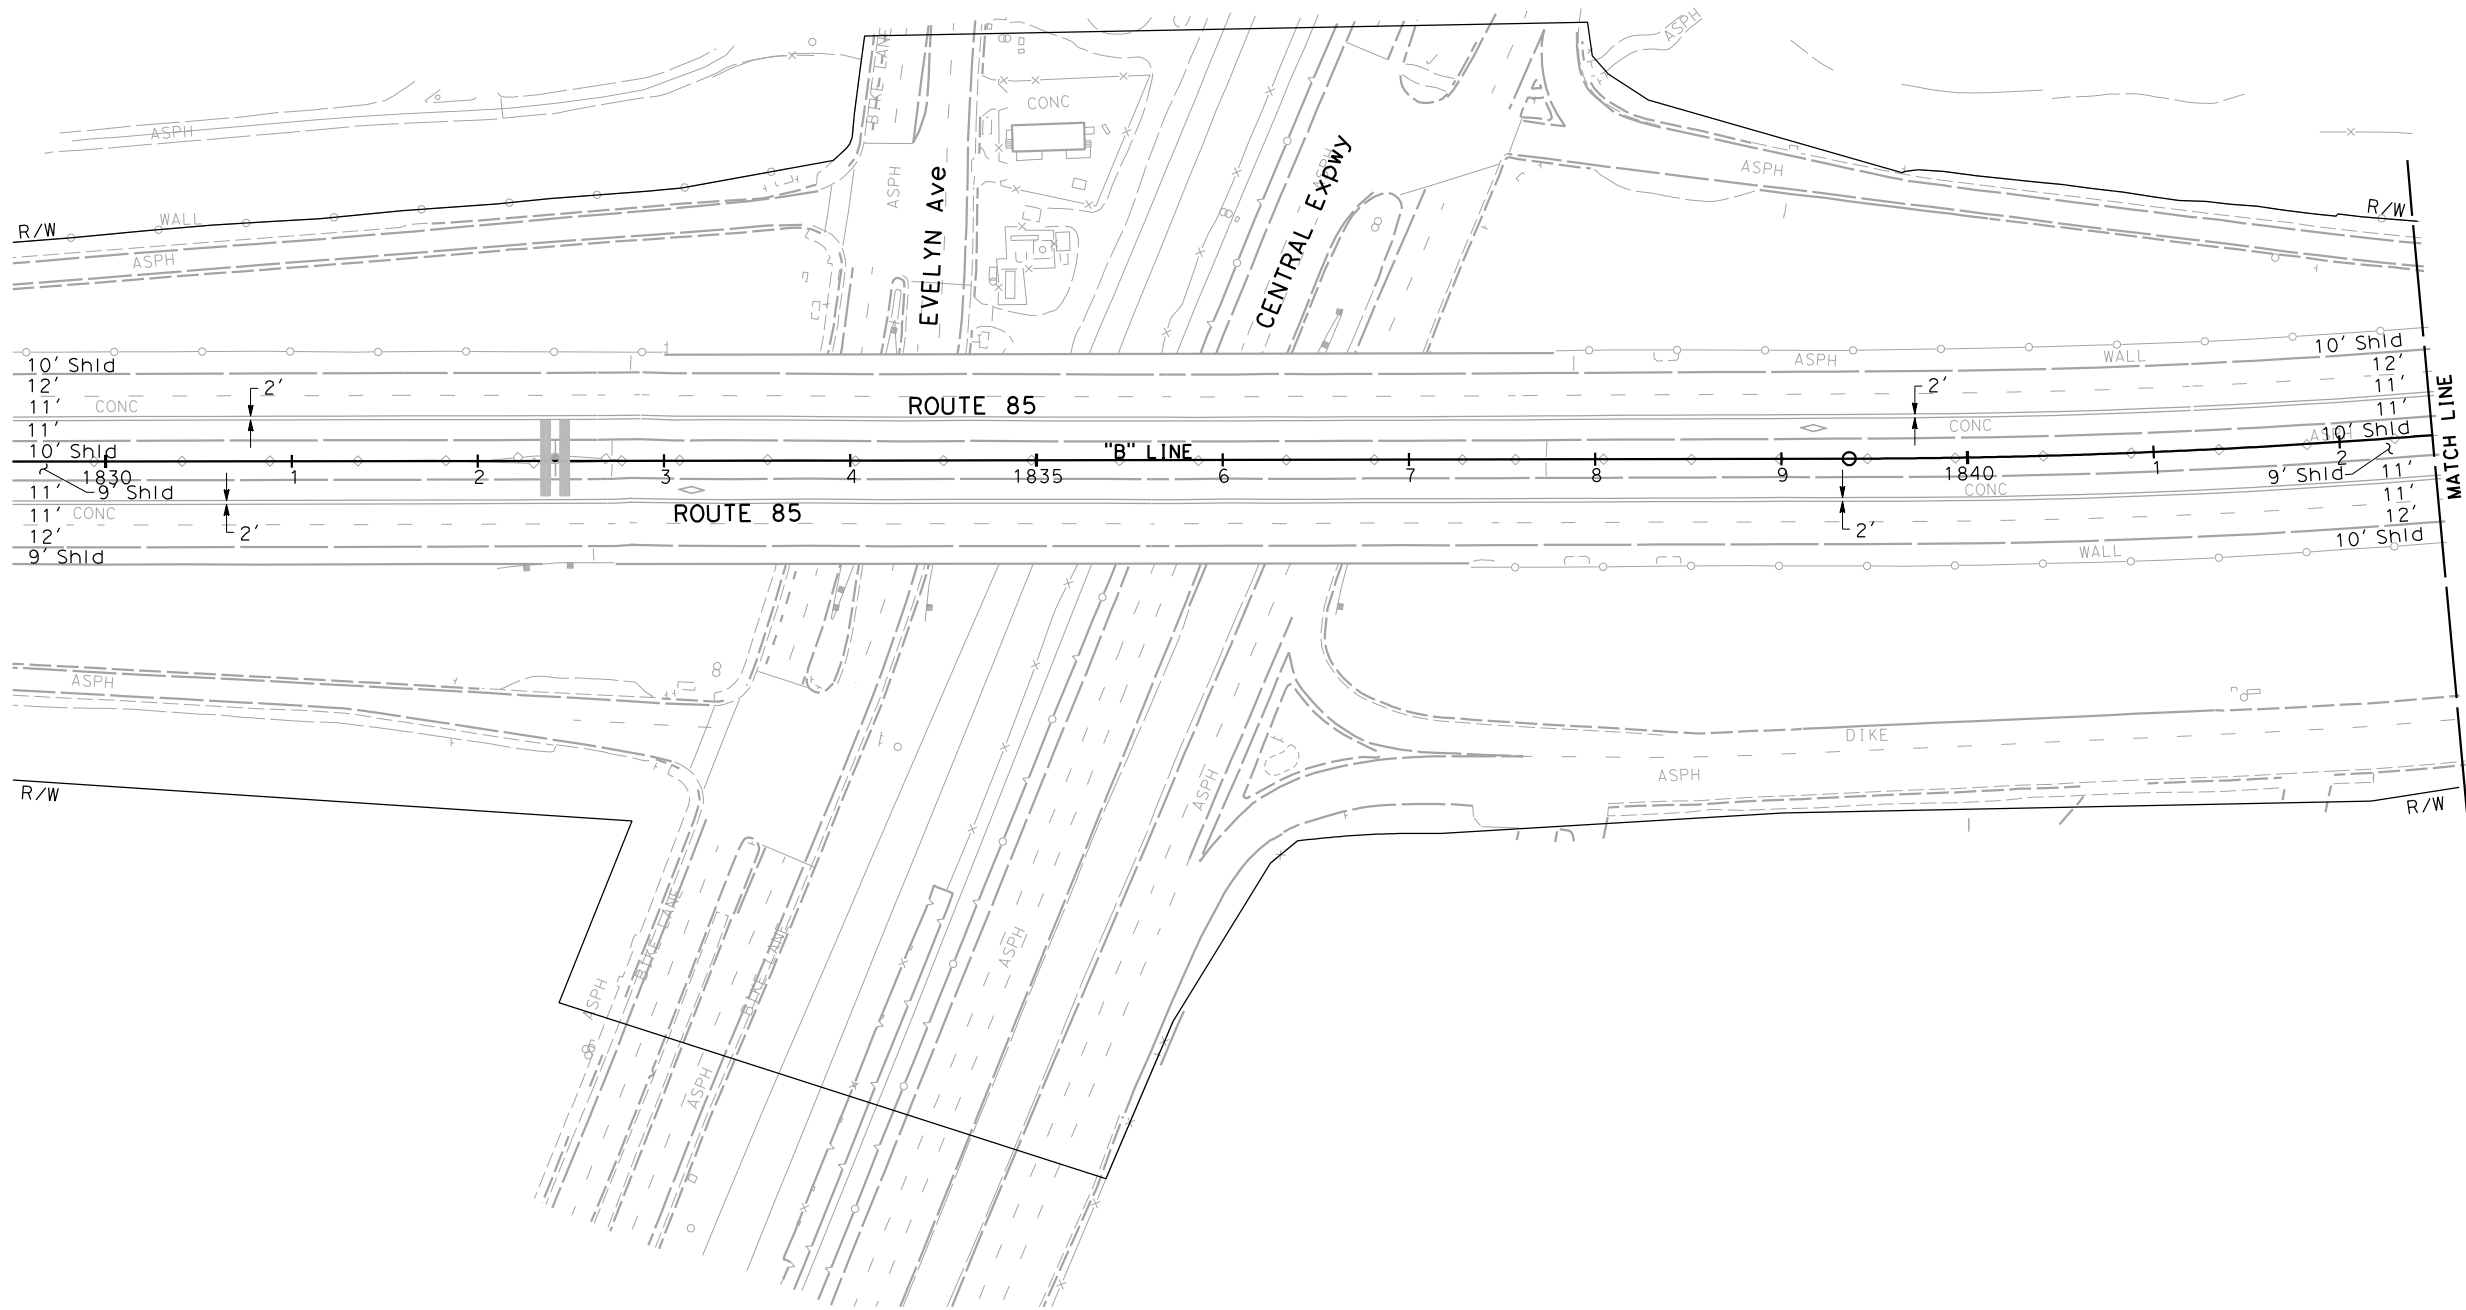 ASPH
BIKE LANE
CONC
ASPH
ASPH
ASPH
ASPH
EVELYN Ave
CENTRAL Expwy
ASPH
R/W
WALL
ASPH
R/W
10' Shld
12'
11'
CONC
11'
10' Shld
9' Shld
11'
CONC
11'
12'
9' Shld
2'
2'
ROUTE 85
"B" LINE
ROUTE 85
1830
1
2
3
4
1835
6
7
8
9
1840
1
2
ASPH
WALL
2'
CONC
CONC
2'
10' Shld
12'
11'
11'
ASPH
10' Shld
9' Shld
11'
11'
12'
10' Shld
WALL
MATCH LINE
ASPH
R/W
DIKE
ASPH
R/W
ASPH
BIKE LANE
BIKE LANE
ASPH
ASPH
ASPH